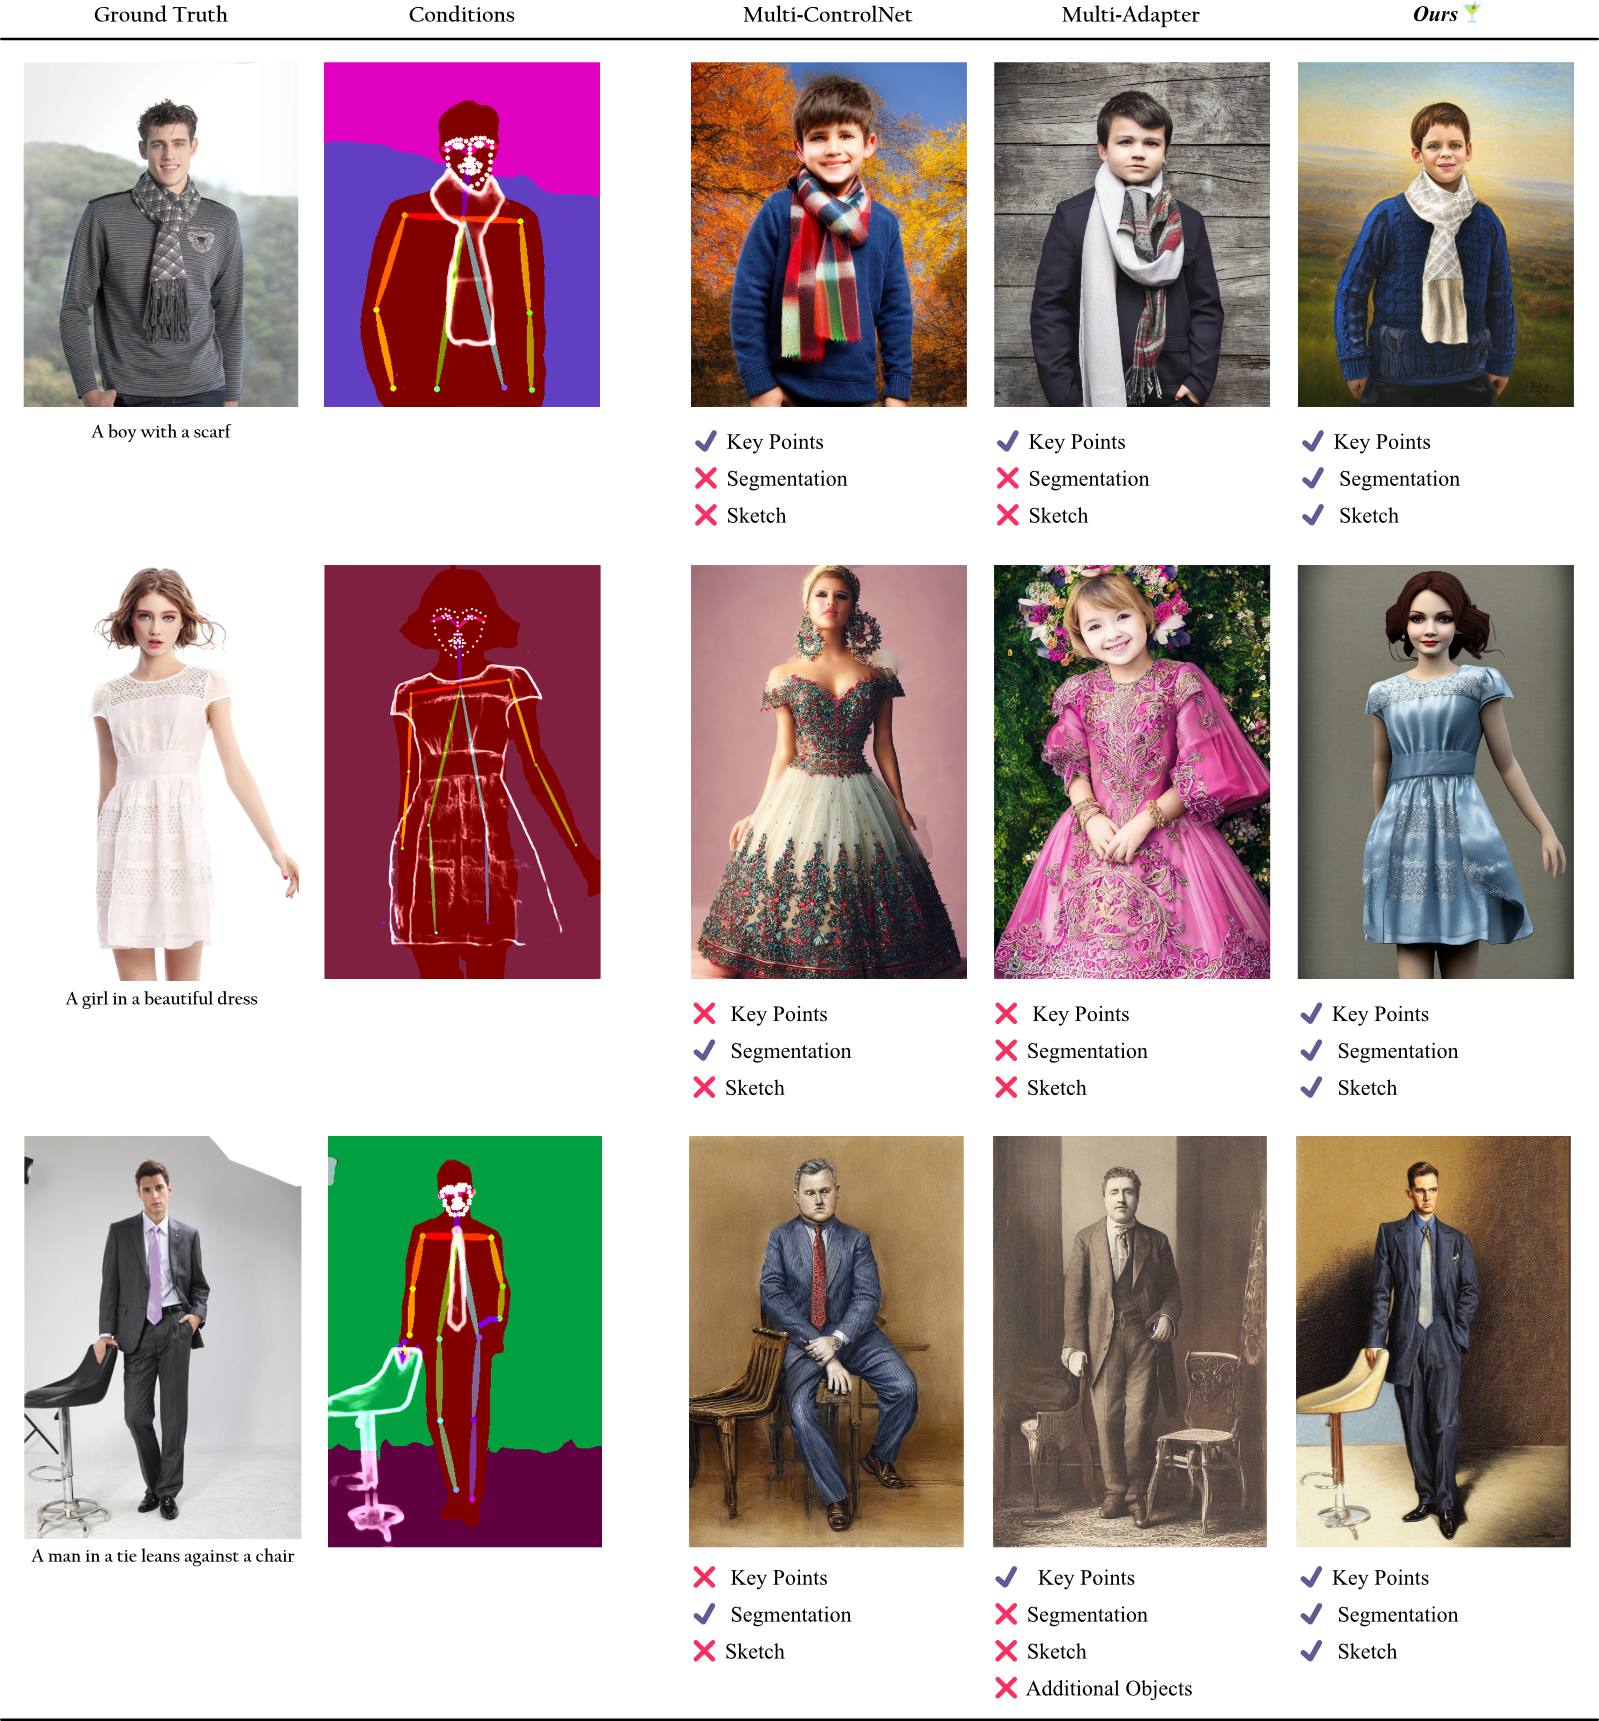 Ground Truth
Conditions
Multi-ControlNet
Multi-Adapter
Ours
A boy with a scarf
Key Points
Segmentation
Sketch
Key Points
Segmentation
Sketch
Key Points
Segmentation
Sketch
A girl in a beautiful dress
Key Points
Segmentation
Sketch
Key Points
Segmentation
Sketch
Key Points
Segmentation
Sketch
A man in a tie leans against a chair
Key Points
Segmentation
Sketch
Key Points
Segmentation
Sketch
Additional Objects
Key Points
Segmentation
Sketch